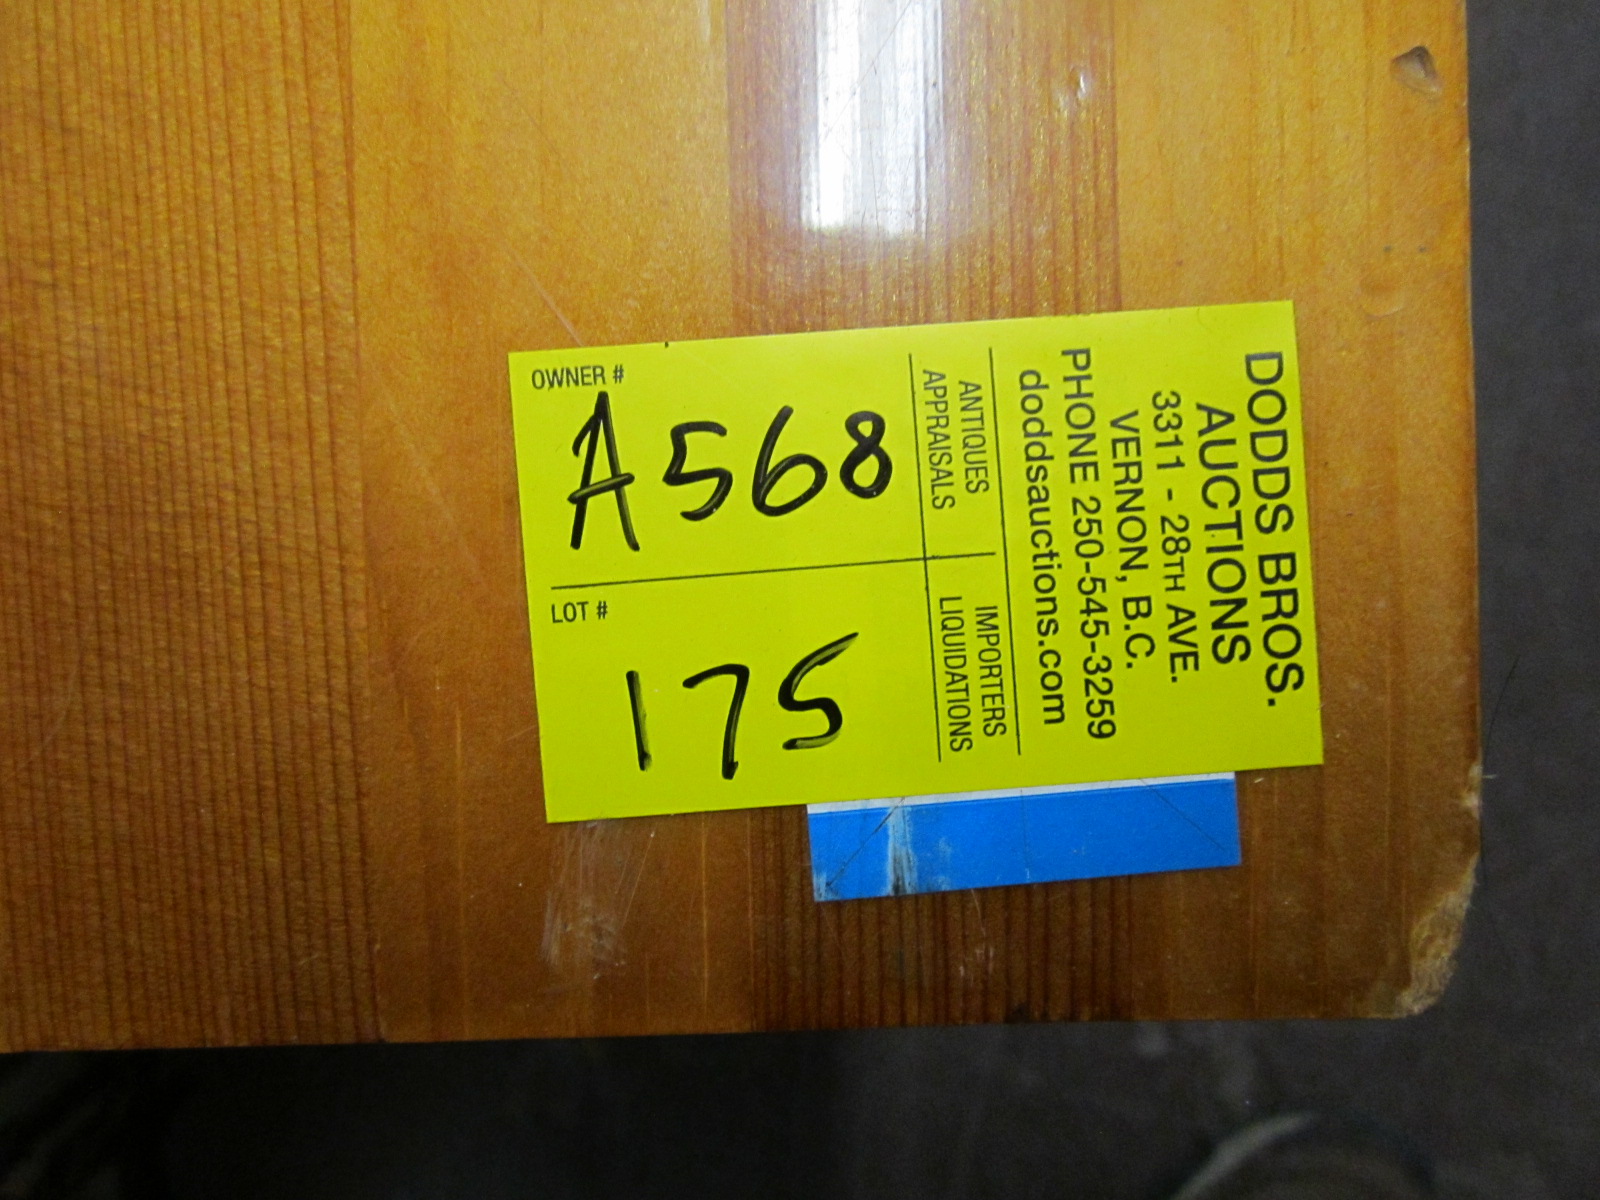 DODDS BROS.
AUCTIONS
3311 - 28TH AVE.
VERNON, B.C.
PHONE 250-545-3259
doddsauctions.com
ANTIQUES
APPRAISALS
IMPORTERS
LIQUIDATIONS
OWNER #
A568
LOT #
175